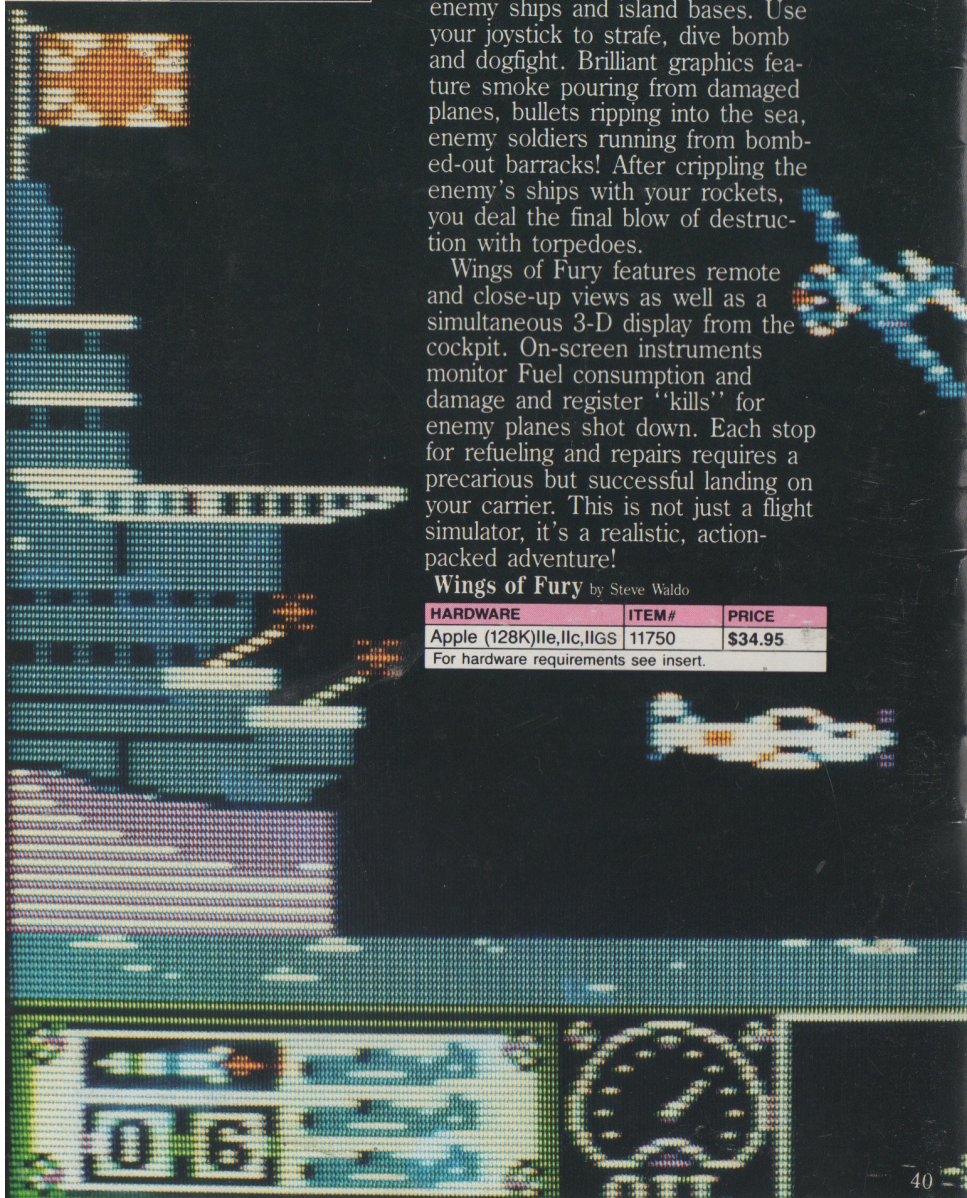 enemy ships and island bases. Use
your joystick to strafe, dive bomb
and dogfight. Brilliant graphics fea-
ture smoke pouring from damaged
planes, bullets ripping into the sea,
enemy soldiers running from bomb-
ed-out barracks! After crippling the
enemy's ships with your rockets,
you deal the final blow of destruc-
tion with torpedoes.
Wings of Fury features remote
and close-up views as well as a
simultaneous 3-D display from the
cockpit. On-screen instruments
monitor Fuel consumption and
damage and register "kills" for
enemy planes shot down. Each stop
for refueling and repairs requires a
precarious but successful landing on
your carrier. This is not just a flight
simulator, it's a realistic, action-
packed adventure!
Wings of Fury by Steve Waldo
HARDWARE ITEM# PRICE
Apple (128K)IIe,IIc,IIGS 11750 $34.95
For hardware requirements see insert.
06
40